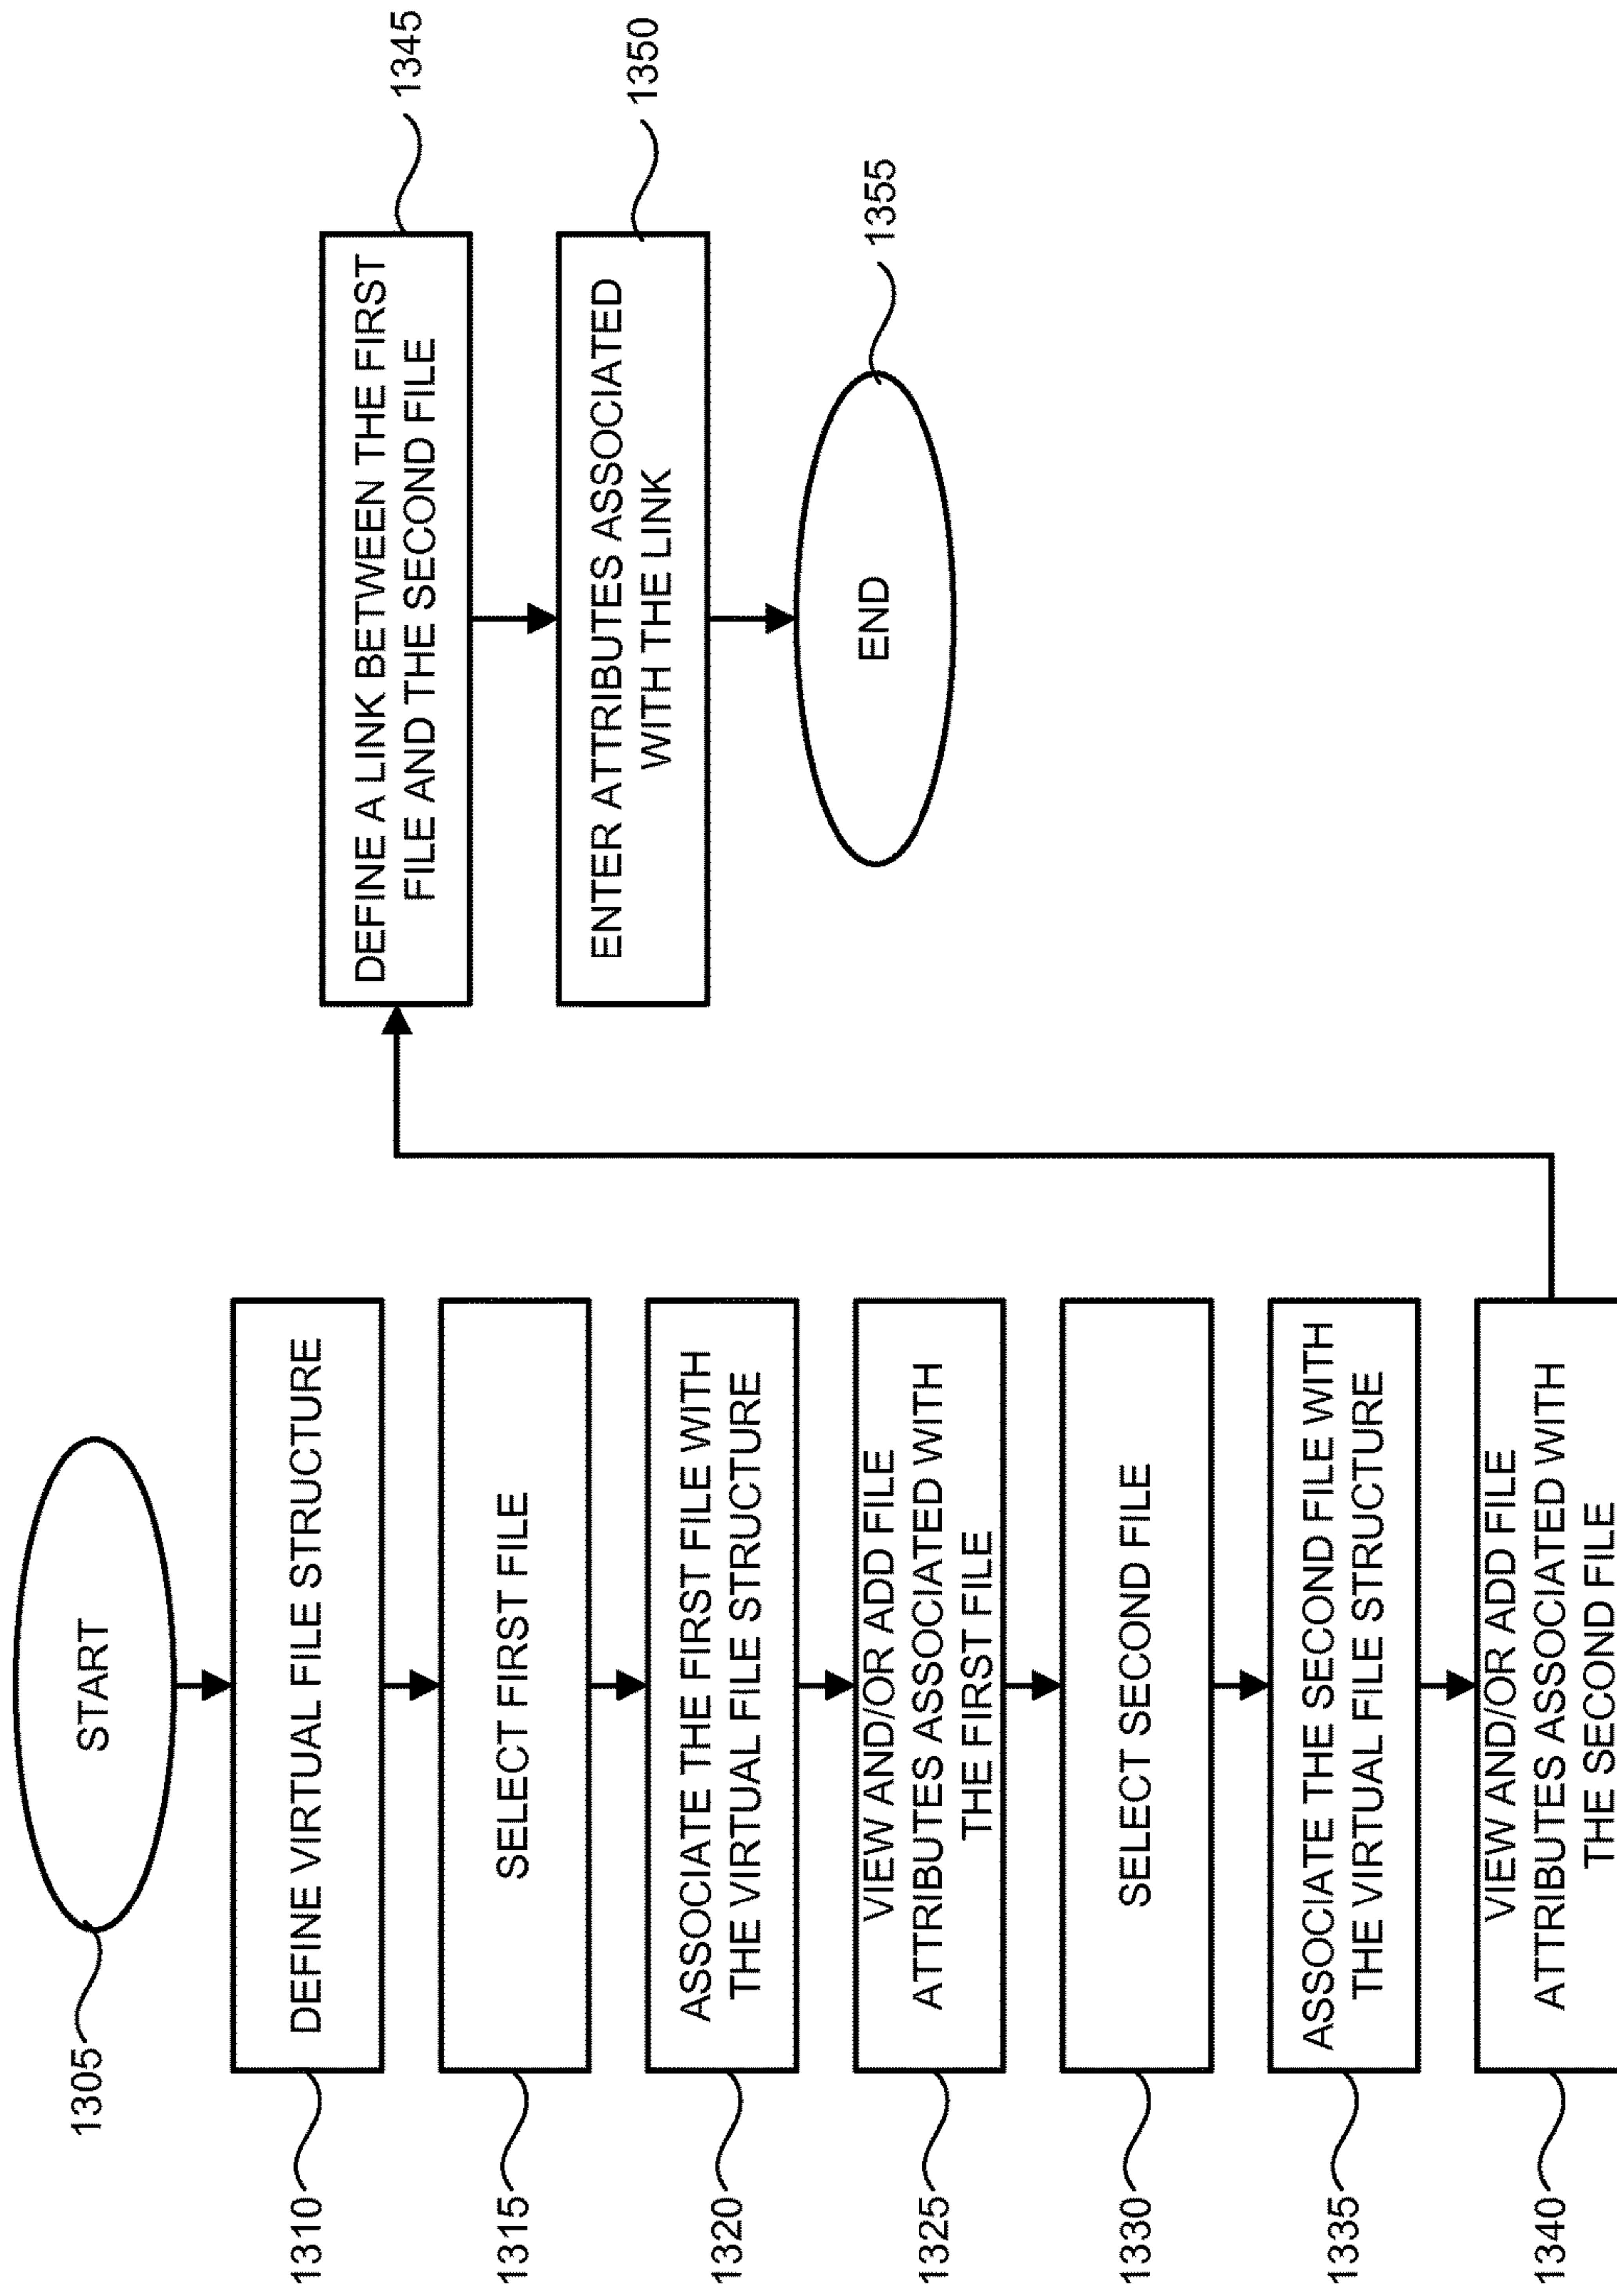 START
1305
DEFINE VIRTUAL FILE STRUCTURE
1310
SELECT FIRST FILE
1315
ASSOCIATE THE FIRST FILE WITH
THE VIRTUAL FILE STRUCTURE
1320
VIEW AND/OR ADD FILE
ATTRIBUTES ASSOCIATED WITH
THE FIRST FILE
1325
SELECT SECOND FILE
1330
ASSOCIATE THE SECOND FILE WITH
THE VIRTUAL FILE STRUCTURE
1335
VIEW AND/OR ADD FILE
ATTRIBUTES ASSOCIATED WITH
THE SECOND FILE
1340
DEFINE A LINK BETWEEN THE FIRST
FILE AND THE SECOND FILE
1345
ENTER ATTRIBUTES ASSOCIATED
WITH THE LINK
1350
END
1355